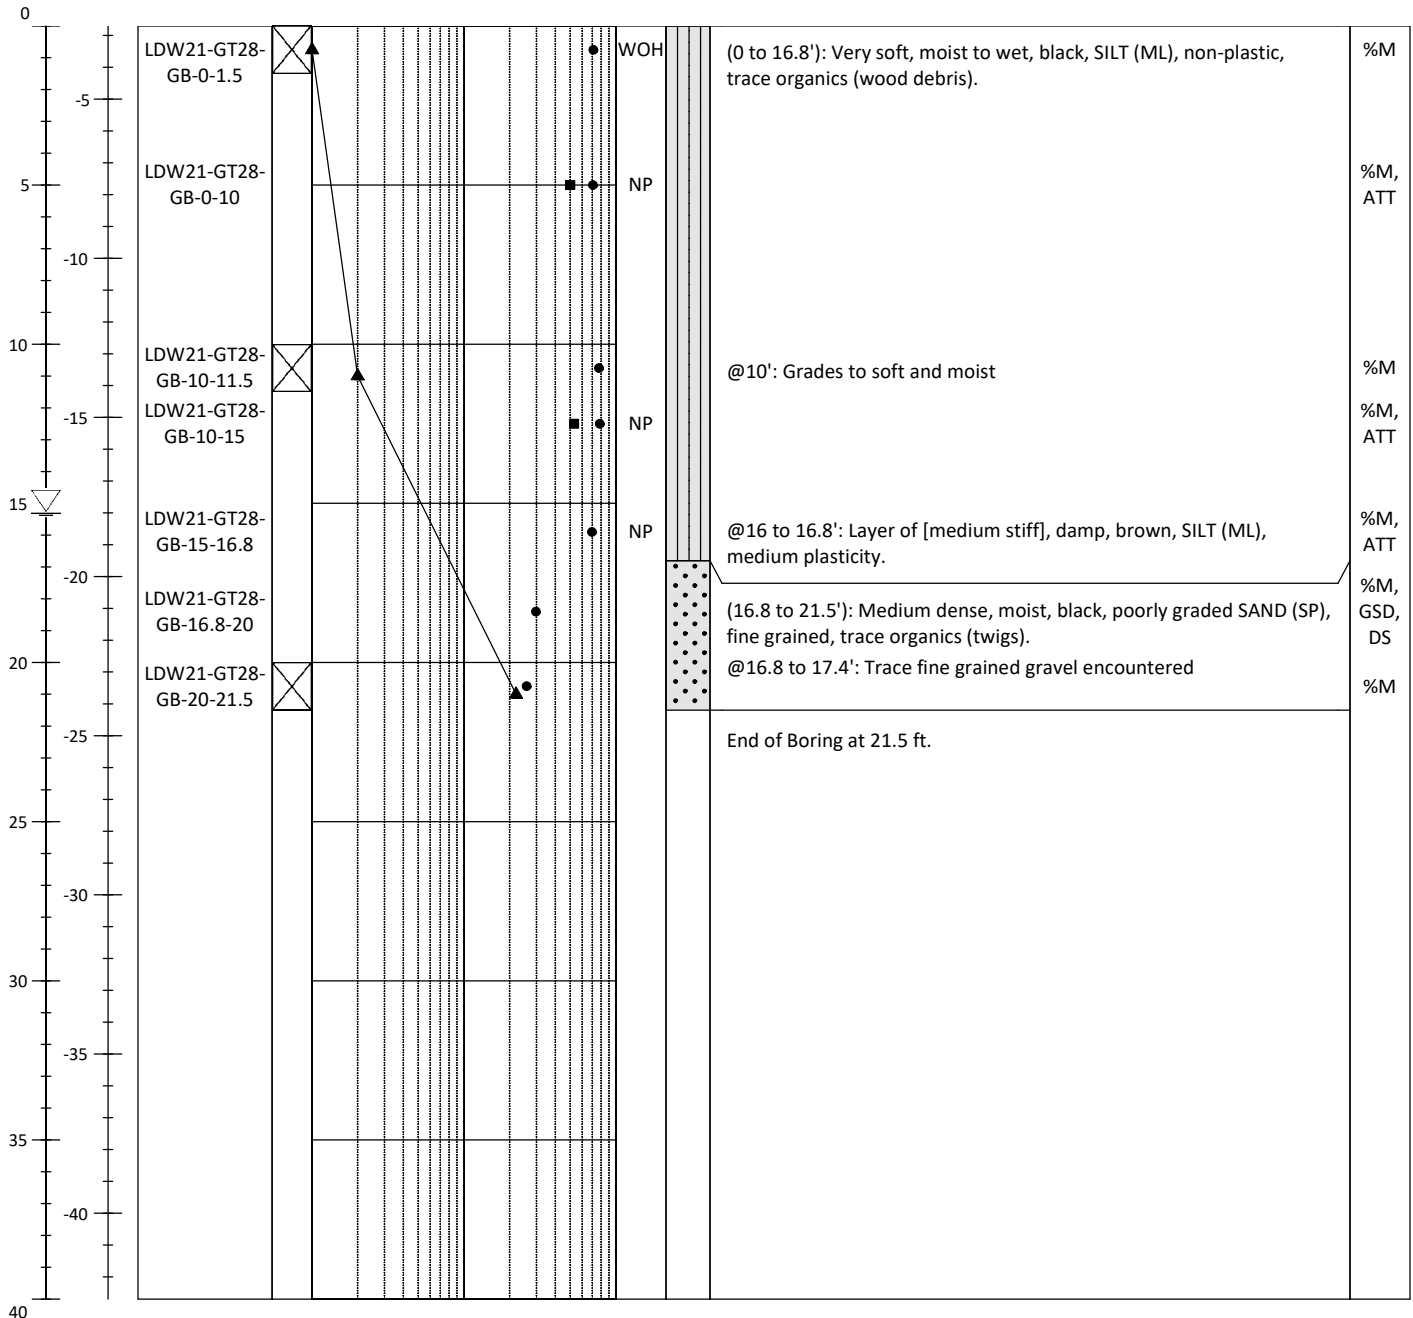 0
LDW21-GT28-
GB-0-1.5
WOH
(0 to 16.8'): Very soft, moist to wet, black, SILT (ML), non-plastic,
trace organics (wood debris).
%M
-5
LDW21-GT28-
GB-0-10
5
NP
%M,
ATT
-10
10
LDW21-GT28-
GB-10-11.5
@10': Grades to soft and moist
%M
LDW21-GT28-
GB-10-15
-15
NP
%M,
ATT
15
LDW21-GT28-
GB-15-16.8
NP
@16 to 16.8': Layer of [medium stiff], damp, brown, SILT (ML),
medium plasticity.
%M,
ATT
-20
LDW21-GT28-
GB-16.8-20
(16.8 to 21.5'): Medium dense, moist, black, poorly graded SAND (SP),
fine grained, trace organics (twigs).
%M,
GSD,
DS
20
LDW21-GT28-
GB-20-21.5
@16.8 to 17.4': Trace fine grained gravel encountered
%M
-25
End of Boring at 21.5 ft.
25
-30
30
-35
35
-40
40